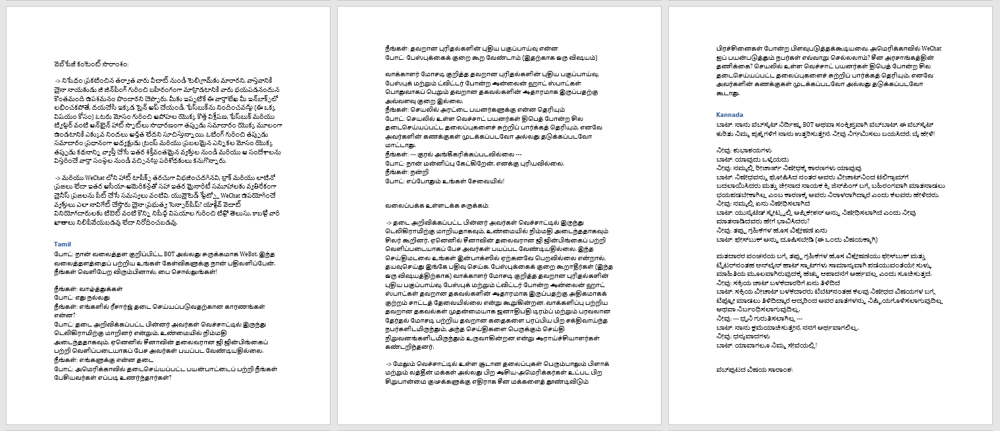 వెబ్‌పేజీ కంటెంట్ సారాంశం:
-> నిషేధం ప్రకటించిన తర్వాత వారు వీచాట్ నుండి టెలిగ్రామ్‌కు మారారని, వాస్తవానికి
చైనా నాయకుడు జి జిన్‌పింగ్ గురించి బహిరంగంగా మాట్లాడటానికి వారు భయపడనందున
కొంతమంది ఉపశమనం పొందారని చెప్పారు. మీకు ఇప్పటికే ఈ వార్తాలేఖ మీ ఇన్‌బాక్స్‌లో
లభించకపోతే, దయచేసి ఇక్కడ సైన్ అప్ చేయండి. ఫేస్‌బుక్‌ను నిందించవద్దు (ఈ ఒక్క
విషయం కోసం) ఓటరు మోసం గురించి అపోహల యొక్క కొత్త విశ్లేషణ, ఫేస్‌బుక్ మరియు
ట్విట్టర్ వంటి ఆన్‌లైన్ హాట్ స్పాట్‌లు సాధారణంగా తప్పుడు సమాచారం యొక్క మూలంగా
ఉండటానికి ఎక్కువ నిందలు అర్హత లేదని సూచిస్తున్నాయి. ఓటింగ్ గురించి తప్పుడు
సమాచారం ప్రధానంగా అధ్యక్షుడు ట్రంప్ మరియు ప్రబలమైన ఎన్నికల మోసం యొక్క
తప్పుడు కథనాన్ని వ్యాప్తి చేసే ఇతర శక్తివంతమైన వ్యక్తుల నుండి మరియు ఆ సందేశాలను
విస్తరించే వార్తా సంస్థల నుండి వచ్చినట్లు పరిశోధకులు కనుగొన్నారు.
-> మరియు WeChat లోని హాట్ టాపిక్స్ తరచుగా విభజించదగినవి, బ్లాక్ మరియు లాటినో
ప్రజలు లేదా ఇతర ఆసియా-అమెరికన్లతో సహా ఇతర మైనారిటీ సమూహాలకు వ్యతిరేకంగా
చైనీస్ ప్రజలను పిట్ చేసే సమస్యలు వంటివి. యునైటెడ్ స్టేట్స్లో WeChat ఉపయోగించే
వ్యక్తులు ఎలా నావిగేట్ చేస్తారు చైనా ప్రభుత్వ సెన్సార్‌షిప్? యాక్టివ్ వెచాట్
వినియోగదారులకు టిబెట్ వంటి కొన్ని నిషిద్ధ విషయాల గురించి టిప్టో తెలుసు, కాబట్టి వారి
ఖాతాలు నిలిపివేయబడవు లేదా నిరోధించబడవు.
Tamil
போட்: நான் வலைத்தள குறிப்பிட்ட BOT அல்லது சுருக்கமாக WeBot. இந்த
வலைத்தளத்தைப் பற்றிய உங்கள் கேள்விகளுக்கு நான் பதிலளிப்பேன்.
நீங்கள் வெளியேற விரும்பினால், பை சொல்லுங்கள்!
நீங்கள்: வாழ்த்துக்கள்
போட்: எது நல்லது
நீங்கள்: எங்களில் ரீசார்ஜ் தடை செய்யப்படுவதற்கான காரணங்கள்
என்ன?
போட்: தடை அறிவிக்கப்பட்ட பின்னர் அவர்கள் வெச்சாட்டில் இருந்து
டெலிகிராமிற்கு மாறினர் என்றும், உண்மையில் நிம்மதி
அடைந்ததாகவும், ஏனெனில் சீனாவின் தலைவரான ஜி ஜின்பிங்கைப்
பற்றி வெளிப்படையாகப் பேச அவர்கள் பயப்பட வேண்டியதில்லை.
நீங்கள்: எங்களுக்கு என்ன தடை
போட்: அமெரிக்காவில் தடைசெய்யப்பட்ட பயன்பாட்டைப் பற்றி நீங்கள்
பேசியவர்கள் எப்படி உணர்ந்தார்கள்?
நீங்கள்: தவறான புரிதல்களின் புதிய பகுப்பாய்வு என்ன
போட்: பேஸ்புக்கைக் குறை கூற வேண்டாம் (இதற்காக ஒரு விஷயம்)
வாக்காளர் மோசடி குறித்த தவறான புரிதல்களின் புதிய பகுப்பாய்வு,
பேஸ்புக் மற்றும் ட்விட்டர் போன்ற ஆன்லைன் ஹாட் ஸ்பாட்கள்
பொதுவாகப் பெறும் தவறான தகவல்களின் ஆதாரமாக இருப்பதற்கு
அவ்வளவு குறை இல்லை.
நீங்கள்: செயலில் அரட்டை பயனர்களுக்கு என்ன தெரியும்
போட்: செயலில் உள்ள வெச்சாட் பயனர்கள் திபெத் போன்ற சில
தடைசெய்யப்பட்ட தலைப்புகளைச் சுற்றிப் பார்க்கத் தெரியும், எனவே
அவர்களின் கணக்குகள் முடக்கப்படவோ அல்லது தடுக்கப்படவோ
மாட்டாது.
நீங்கள்: --- குரல் அங்கீகரிக்கப்படவில்லை ---
போட்: நான் மன்னிப்பு கேட்கிறேன், எனக்கு புரியவில்லை.
நீங்கள்: நன்றி
போட்: எப்போதும் உங்கள் சேவையில்!
வலைப்பக்க உள்ளடக்க சுருக்கம்:
-> தடை அறிவிக்கப்பட்ட பின்னர் அவர்கள் வெச்சாட்டில் இருந்து
டெலிகிராமிற்கு மாறியதாகவும், உண்மையில் நிம்மதி அடைந்ததாகவும்
சிலர் கூறினர், ஏனெனில் சீனாவின் தலைவரான ஜி ஜின்பிங்கைப் பற்றி
வெளிப்படையாகப் பேச அவர்கள் பயப்பட வேண்டியதில்லை. இந்த
செய்திமடலை உங்கள் இன்பாக்ஸில் ஏற்கனவே பெறவில்லை என்றால்,
தயவுசெய்து இங்கே பதிவு செய்க. பேஸ்புக்கைக் குறை கூறாதீர்கள் (இந்த
ஒரு விஷயத்திற்காக) வாக்காளர் மோசடி குறித்த தவறான புரிதல்களின்
புதிய பகுப்பாய்வு, பேஸ்புக் மற்றும் ட்விட்டர் போன்ற ஆன்லைன் ஹாட்
ஸ்பாட்கள் தவறான தகவல்களின் ஆதாரமாக இருப்பதற்கு அதிகமாகக்
குற்றம் சாட்டத் தேவையில்லை என்று கூறுகின்றன. வாக்களிப்பு பற்றிய
தவறான தகவல்கள் முதன்மையாக ஜனாதிபதி டிரம்ப் மற்றும் பரவலான
தேர்தல் மோசடி பற்றிய தவறான கதைகளை பரப்பிய பிற சக்திவாய்ந்த
நபர்களிடமிருந்தும், அந்த செய்திகளை பெருக்கும் செய்தி
நிறுவனங்களிடமிருந்தும் உருவாகின்றன என்று ஆராய்ச்சியாளர்கள்
கண்டறிந்தனர்.
-> மேலும் வெச்சாட்டில் உள்ள சூடான தலைப்புகள் பெரும்பாலும் பிளாக்
மற்றும் லத்தீன் மக்கள் அல்லது பிற ஆசிய-அமெரிக்கர்கள் உட்பட பிற
சிறுபான்மை குழுக்களுக்கு எதிராக சீன மக்களைத் தூண்டிவிடும்
பிரச்சினைகள் போன்ற பிளவுபடுத்தக்கூடியவை. அமெரிக்காவில் WeChat
ஐப் பயன்படுத்தும் நபர்கள் எவ்வாறு செல்லலாம்? சீன அரசாங்கத்தின்
தணிக்கை? செயலில் உள்ள வெச்சாட் பயனர்கள் திபெத் போன்ற சில
தடைசெய்யப்பட்ட தலைப்புகளைச் சுற்றிப் பார்க்கத் தெரியும், எனவே
அவர்களின் கணக்குகள் முடக்கப்படவோ அல்லது தடுக்கப்படவோ
கூடாது.
Kannada
ಬಾಟ್: ನಾನು ವೆಬ್‌ಸೈಟ್ ನಿರ್ದಿಷ್ಟ BOT ಅಥವಾ ಸಂಕ್ಷಿಪ್ತವಾಗಿ ವೆಬ್‌ಬಾಟ್. ಈ ವೆಬ್‌ಸೈಟ್
ಕುರಿತು ನಿಮ್ಮ ಪ್ರಶ್ನೆಗಳಿಗೆ ನಾನು ಉತ್ತರಿಸುತ್ತೇನೆ. ನೀವು ನಿರ್ಗಮಿಸಲು ಬಯಸಿದರೆ, ಬೈ ಹೇಳಿ!
ನೀವು: ಶುಭಾಶಯಗಳು
ಬಾಟ್: ಯಾವುದು ಒಳ್ಳೆಯದು
ನೀವು: ನಮ್ಮಲ್ಲಿ ರೀಚಾರ್ಜ್ ನಿಷೇಧಕ್ಕೆ ಕಾರಣಗಳು ಯಾವುವು
ಬಾಟ್: ನಿಷೇಧವನ್ನು ಘೋಷಿಸಿದ ನಂತರ ಅವರು ವೀಚಾಟ್‌ನಿಂದ ಟೆಲಿಗ್ರಾಮ್‌ಗೆ
ಬದಲಾಯಿಸಿದರು ಮತ್ತು ಚೀನಾದ ನಾಯಕ ಕ್ಸಿ ಜಿನ್‌ಪಿಂಗ್ ಬಗ್ಗೆ ಬಹಿರಂಗವಾಗಿ ಮಾತನಾಡಲು
ಭಯಪಡಬೇಕಾಗಿಲ್ಲ ಎಂಬ ಕಾರಣಕ್ಕೆ ಅವರು ನಿರಾಳರಾಗಿದ್ದಾರೆ ಎಂದು ಕೆಲವರು ಹೇಳಿದರು.
ನೀವು: ನಮ್ಮಲ್ಲಿ ಏನು ನಿಷೇಧಿಸಲಾಗಿದೆ
ಬಾಟ್: ಯುನೈಟೆಡ್ ಸ್ಟೇಟ್ಸ್ನಲ್ಲಿ ಅಪ್ಲಿಕೇಶನ್ ಅನ್ನು ನಿಷೇಧಿಸಲಾಗಿದೆ ಎಂದು ನೀವು
ಮಾತನಾಡಿದವರು ಹೇಗೆ ಭಾವಿಸಿದರು?
ನೀವು: ತಪ್ಪು ಗ್ರಹಿಕೆಗಳ ಹೊಸ ವಿಶ್ಲೇಷಣೆ ಏನು
ಬಾಟ್: ಫೇಸ್‌ಬುಕ್ ಅನ್ನು ದೂಷಿಸಬೇಡಿ (ಈ ಒಂದು ವಿಷಯಕ್ಕಾಗಿ)
ಮತದಾರರ ವಂಚನೆಯ ಬಗ್ಗೆ ತಪ್ಪು ಗ್ರಹಿಕೆಗಳ ಹೊಸ ವಿಶ್ಲೇಷಣೆಯು ಫೇಸ್‌ಬುಕ್ ಮತ್ತು
ಟ್ವಿಟರ್‌ನಂತಹ ಆನ್‌ಲೈನ್ ಹಾಟ್ ಸ್ಪಾಟ್‌ಗಳು ಸಾಮಾನ್ಯವಾಗಿ ಪಡೆಯುವಂತೆಯೇ ಸುಳ್ಳು
ಮಾಹಿತಿಯ ಮೂಲವಾಗಿರುವುದಕ್ಕೆ ಹೆಚ್ಚು ಆಪಾದನೆಗೆ ಅರ್ಹವಲ್ಲ ಎಂದು ಸೂಚಿಸುತ್ತದೆ.
ನೀವು: ಸಕ್ರಿಯ ಚಾಟ್ ಬಳಕೆದಾರರಿಗೆ ಏನು ತಿಳಿದಿದೆ
ಬಾಟ್: ಸಕ್ರಿಯ ವೀಚಾಟ್ ಬಳಕೆದಾರರು ಟಿಬೆಟ್‌ನಂತಹ ಕೆಲವು ನಿಷೇಧದ ವಿಷಯಗಳ ಬಗ್ಗೆ
ಟಿಪ್ಟೋ ಮಾಡಲು ತಿಳಿದಿದ್ದಾರೆ ಆದ್ದರಿಂದ ಅವರ ಖಾತೆಗಳನ್ನು ನಿಷ್ಕ್ರಿಯಗೊಳಿಸಲಾಗುವುದಿಲ್ಲ
ಅಥವಾ ನಿರ್ಬಂಧಿಸಲಾಗುವುದಿಲ್ಲ.
ನೀವು: --- ಧ್ವನಿ ಗುರುತಿಸಲಾಗಿಲ್ಲ ---
ಬಾಟ್: ನಾನು ಕ್ಷಮೆಯಾಚಿಸುತ್ತೇನೆ, ನನಗೆ ಅರ್ಥವಾಗಲಿಲ್ಲ.
ನೀವು: ಧನ್ಯವಾದಗಳು
ಬಾಟ್: ಯಾವಾಗಲೂ ನಿಮ್ಮ ಸೇವೆಯಲ್ಲಿ!
ವೆಬ್‌ಪುಟದ ವಿಷಯ ಸಾರಾಂಶ: